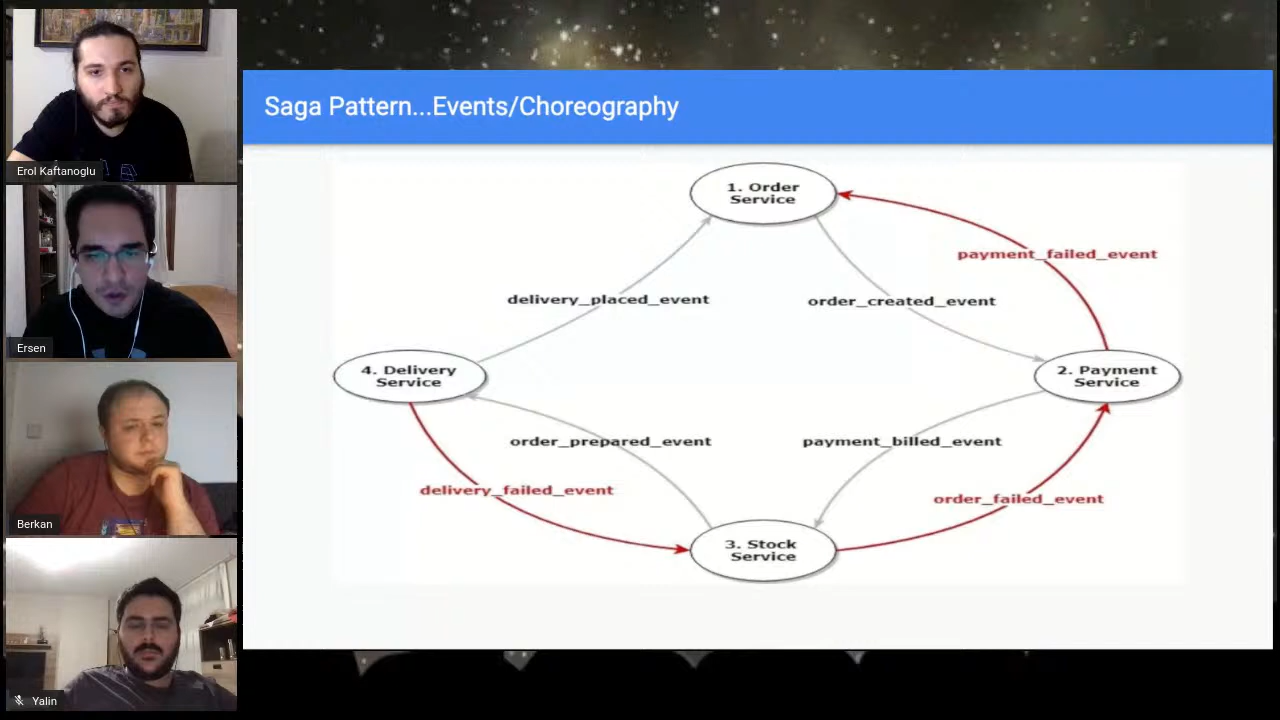 Saga Pattern...Events/Choreography
1. Order
Service
payment_failed_event
delivery_placed_event
order_created_event
4. Delivery
Service
2. Payment
Service
order_prepared_event
payment_billed_event
delivery_failed_event
order_failed_event
3. Stock
Service
Erol Kaftanoglu
Ersen
Berkan
Yalin